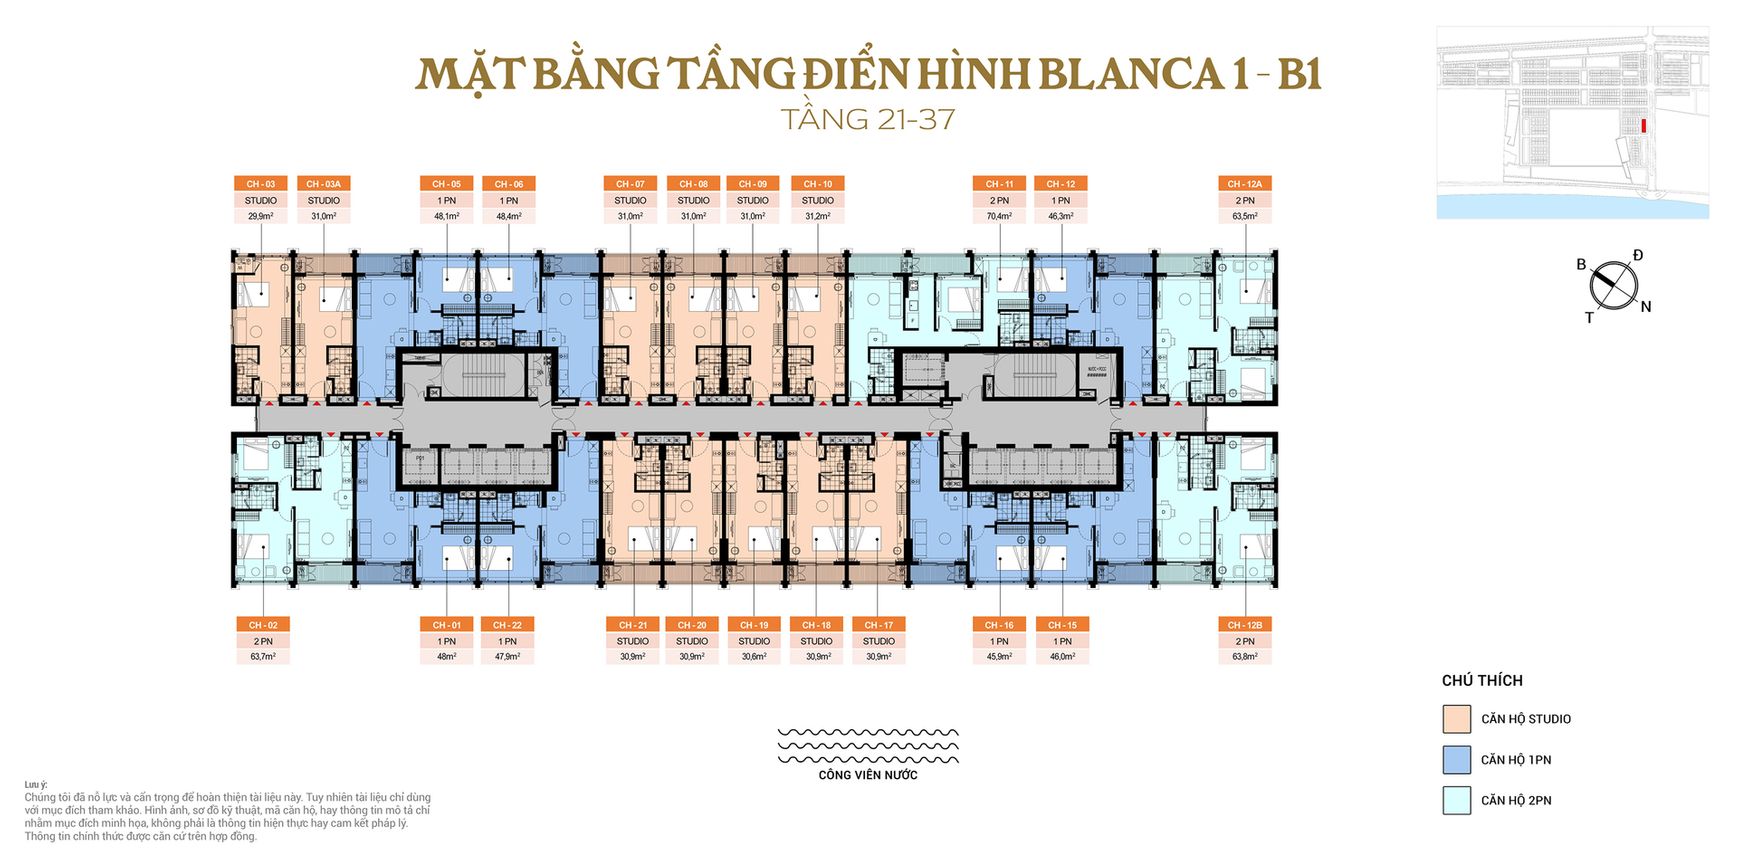 MẶT BẰNG TẦNG ĐIỂN HÌNH BLANCA 1 - B1
TẦNG 21-37
CH - 03
STUDIO
29,9m²
CH - 03A
STUDIO
31,0m²
CH - 05
1 PN
48,1m²
CH - 06
1 PN
48,4m²
CH - 07
STUDIO
31,0m²
CH - 08
STUDIO
31,0m²
CH - 09
STUDIO
31,0m²
CH - 10
STUDIO
31,2m²
CH - 11
2 PN
70,4m²
CH - 12
1 PN
46,3m²
CH - 12A
2 PN
63,5m²
B
Đ
T
N
CH - 02
2 PN
63,7m²
CH - 01
1 PN
48m²
CH - 22
1 PN
47,9m²
CH - 21
STUDIO
30,9m²
CH - 20
STUDIO
30,9m²
CH - 19
STUDIO
30,6m²
CH - 18
STUDIO
30,9m²
CH - 17
STUDIO
30,9m²
CH - 16
1 PN
45,9m²
CH - 15
1 PN
46,0m²
CH - 12B
2 PN
63,8m²
CÔNG VIÊN NƯỚC
CHÚ THÍCH
CĂN HỘ STUDIO
CĂN HỘ 1PN
CĂN HỘ 2PN
Lưu ý:
Chúng tôi đã nỗ lực và cẩn trọng để hoàn thiện tài liệu này. Tuy nhiên tài liệu chỉ dùng
với mục đích tham khảo. Hình ảnh, sơ đồ kỹ thuật, mã căn hộ, hay thông tin mô tả chỉ
nhằm mục đích minh họa, không phải là thông tin hiện thực hay cam kết pháp lý.
Thông tin chính thức được căn cứ trên hợp đồng.